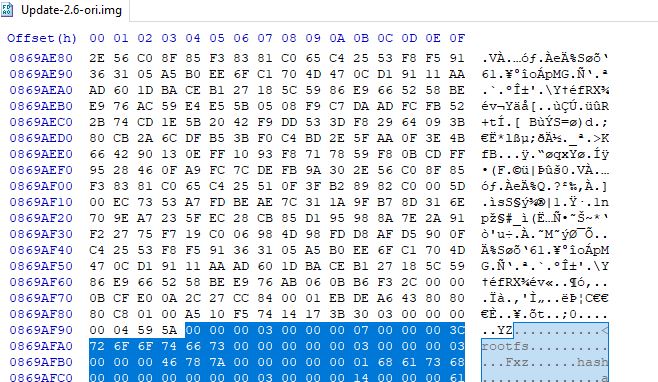 Update-2.6-ori.img
Offset(h) 00 01 02 03 04 05 06 07 08 09 0A 0B 0C 0D 0E 0F
0869AE80 2E 56 C0 8F 85 F3 83 81 C0 65 C4 25 53 F8 F5 91 .VÀ.…óƒ.ÀeÄ%Søõ‘
0869AE90 36 31 05 A5 B0 EE 6F C1 70 4D 47 0C D1 91 11 AA 61.¥°îoÁpMG.Ñ‘.ª
0869AEA0 AD 60 1D BA CE B1 27 18 5C 59 86 E9 66 52 58 BE .`.ºÎ±'.\Y†éfRX¾
0869AEB0 E9 76 AC 59 E4 E5 5B 05 08 F9 C7 DA AD FC FB 52 év¬Yäå[..ùÇÚ.üûR
0869AEC0 2B 74 CD 1E 5B 20 42 F9 DD 53 3D F8 29 64 09 3B +tÍ.[ BùÝS=ø)d.;
0869AED0 80 CB 2A 6C DF B5 3B F0 C4 BD 2E 5F AA 0F 3E 4B €Ë*lßµ;ðÄ½._ª.>K
0869AEE0 66 42 90 13 0E FF 10 93 F8 71 78 59 F8 0B CD FF fB...ÿ.“øqxYø.Íÿ
0869AEF0 95 28 46 0F A9 FC 7C DE FB 9A 30 2E 56 C0 8F 85 •(F.©ü|Þûš0.VÀ.…
0869AF00 F3 83 81 C0 65 C4 25 51 0F 3F B2 89 82 C0 00 5D óƒ.ÀeÄ%Q.?²‰‚À.]
0869AF10 00 EC 73 53 A7 FD BE AE 7C 31 1A 9F B7 8D 31 6E .ìsS§ý¾®|1.Ÿ·.1n
0869AF20 70 9E A7 23 5F EC 28 CB 85 D1 95 98 8A 7E 2A 91 pž§#_ì(Ë…Ñ•˜Š~*‘
0869AF30 F2 27 75 F7 19 C0 06 98 4D 98 FD D8 AF D5 90 0F ò'u÷.À.˜M˜ýØ¯Õ..
0869AF40 C4 25 53 F8 F5 91 36 31 05 A5 B0 EE 6F C1 70 4D Ä%Søõ‘61.¥°îoÁpM
0869AF50 47 0C D1 91 11 AA AD 60 1D BA CE B1 27 18 5C 59 G.Ñ‘.ª.`.ºÎ±'.\Y
0869AF60 86 E9 66 52 58 BE E9 76 AB 06 0B B6 F3 2C 00 00 †éfRX¾év«..¶ó,..
0869AF70 0B CF E0 0A 2C 27 CC 84 00 01 EB DE A6 43 80 80 .Ïà.,'Ì„..ëÞ¦C€€
0869AF80 80 C8 01 00 A5 10 F5 74 14 17 3B 30 03 00 00 00 €È..¥.õt..;0....
0869AF90 00 04 59 5A 00 00 00 03 00 00 00 07 00 00 00 3C ..YZ...........<
0869AFA0 72 6F 6F 74 66 73 00 00 00 00 00 03 00 00 00 03 rootfs..........
0869AFB0 00 00 00 00 46 78 7A 00 00 00 00 01 68 61 73 68 ....Fxz.....hash
0869AFC0 00 00 00 00 00 00 00 03 00 00 00 14 00 00 00 61 ...............a